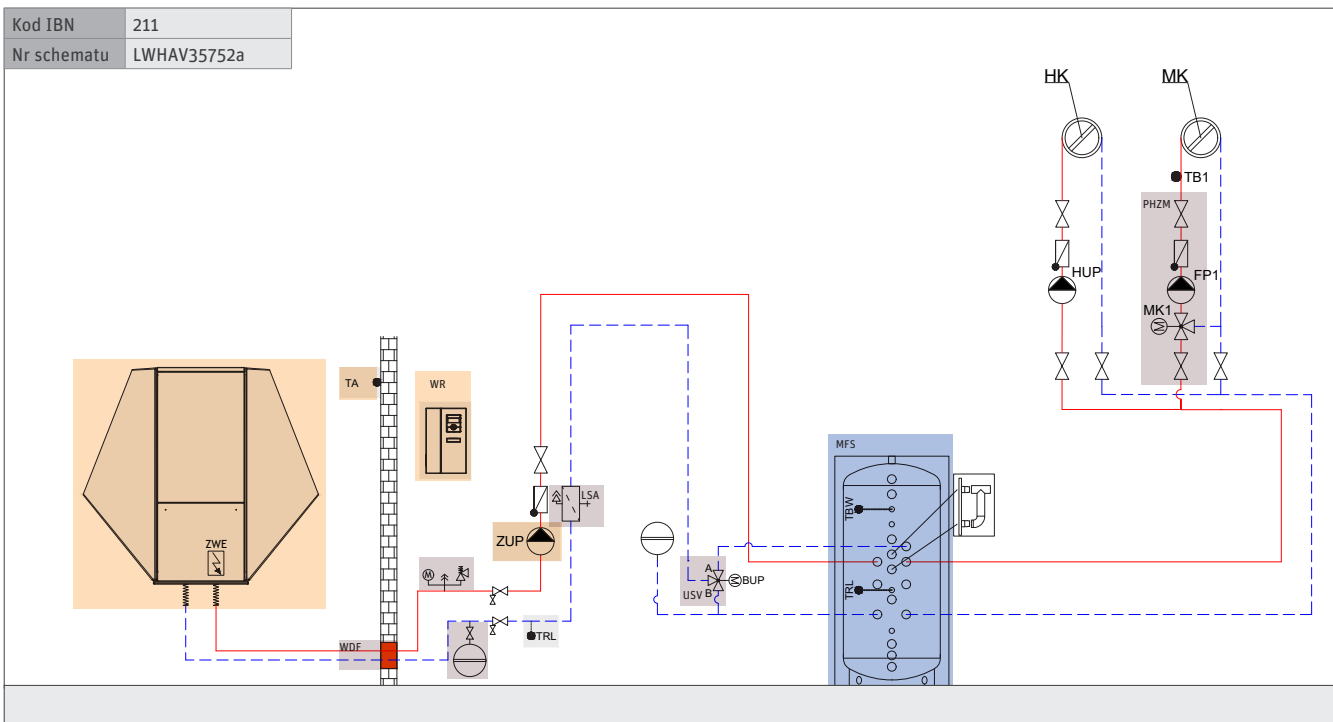 Kod IBN 211
Nr schematu LWHAV35752a
HK
MK
TB1
PHZM
HUP
FP1
MK1
M
TA
WR
MFS
LSA
TBW
ZUP
ZWE
M
A
M BUP
USV B
TRL
TRL
WDF